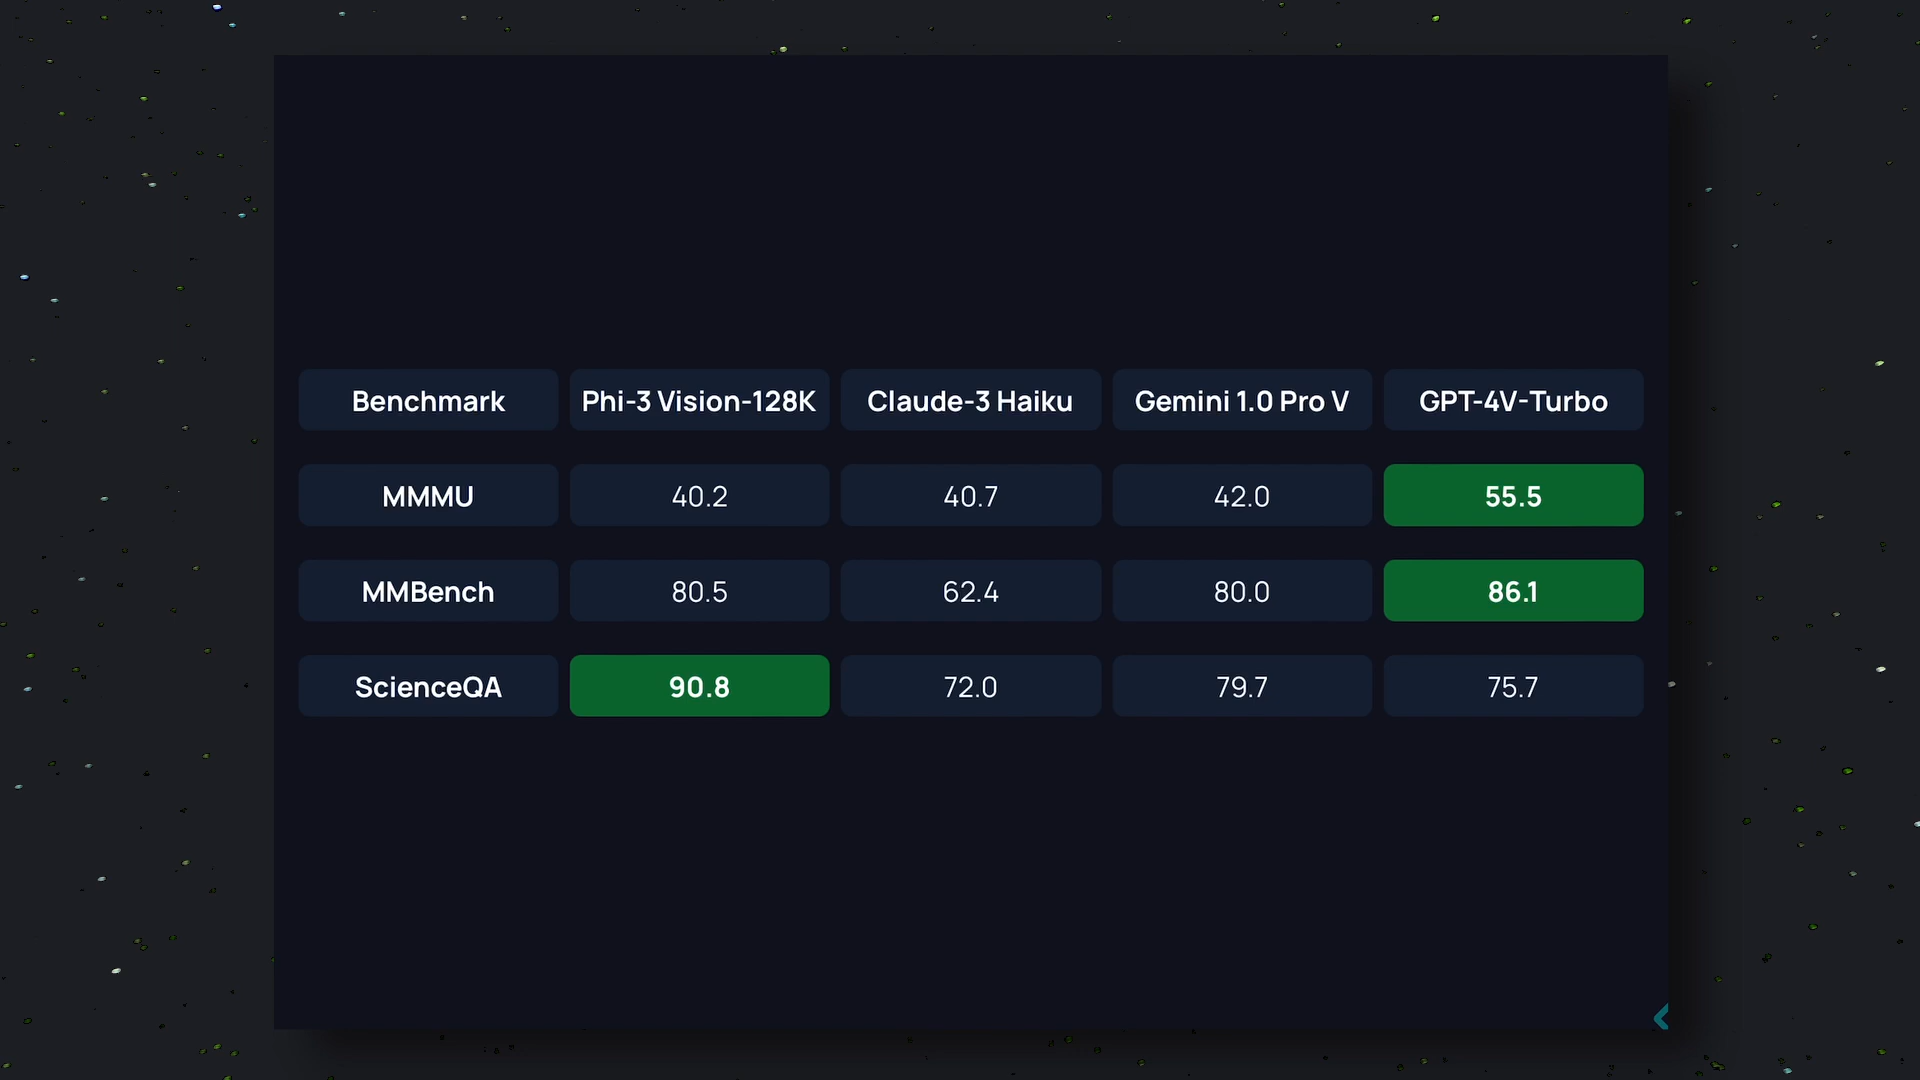 Benchmark Phi-3 Vision-128K Claude-3 Haiku Gemini 1.0 Pro V GPT-4V-Turbo
MMMU 40.2 40.7 42.0 55.5
MMBench 80.5 62.4 80.0 86.1
ScienceQA 90.8 72.0 79.7 75.7